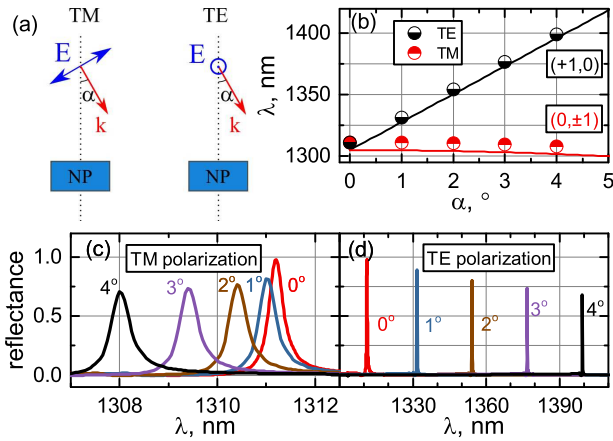 (a) TM TE
E E
α α
k k
NP NP
(b) TE
TM
(+1,0)
(0,±1)
λ, nm
1400
1350
1300
0 1 2 3 4 5
α, °
(c) TM polarization
4° 3° 2° 1° 0°
reflectance
1.0
0.5
0.0
1308 1310 1312
λ, nm
(d) TE polarization
0° 1° 2° 3° 4°
1330 1360 1390
λ, nm